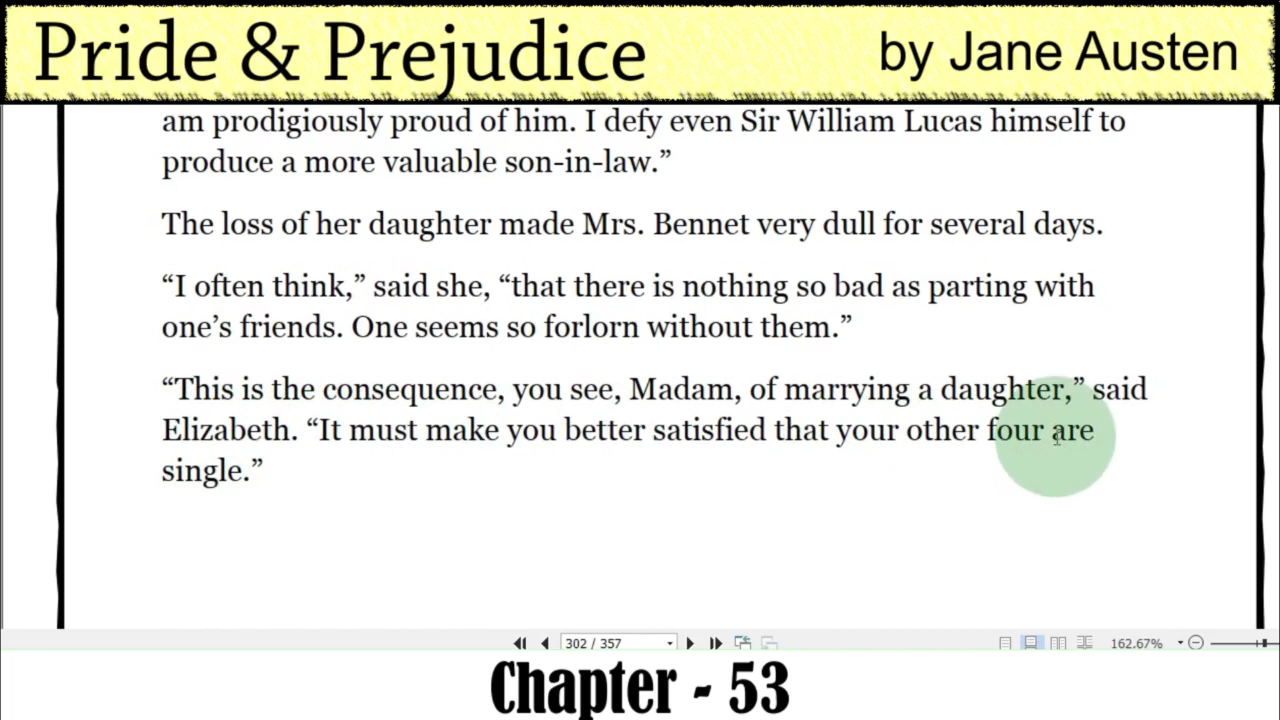 Pride & Prejudice
by Jane Austen
am prodigiously proud of him. I defy even Sir William Lucas himself to
produce a more valuable son-in-law.”
The loss of her daughter made Mrs. Bennet very dull for several days.
“I often think,” said she, “that there is nothing so bad as parting with
one’s friends. One seems so forlorn without them.”
“This is the consequence, you see, Madam, of marrying a daughter,” said
Elizabeth. “It must make you better satisfied that your other four are
single.”
302 / 357
162.67%
Chapter - 53